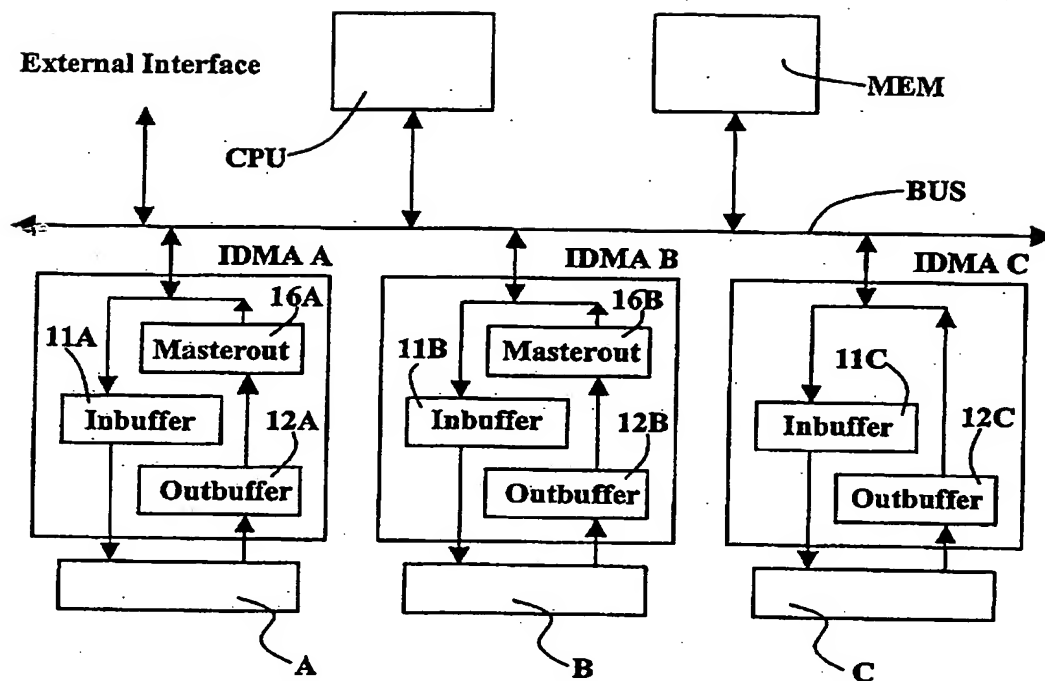 External Interface
CPU
MEM
BUS
IDMA A
IDMA B
IDMA C
16A
Masterout
11A
Inbuffer
12A
Outbuffer
16B
Masterout
11B
Inbuffer
12B
Outbuffer
11C
Inbuffer
12C
Outbuffer
A
B
C